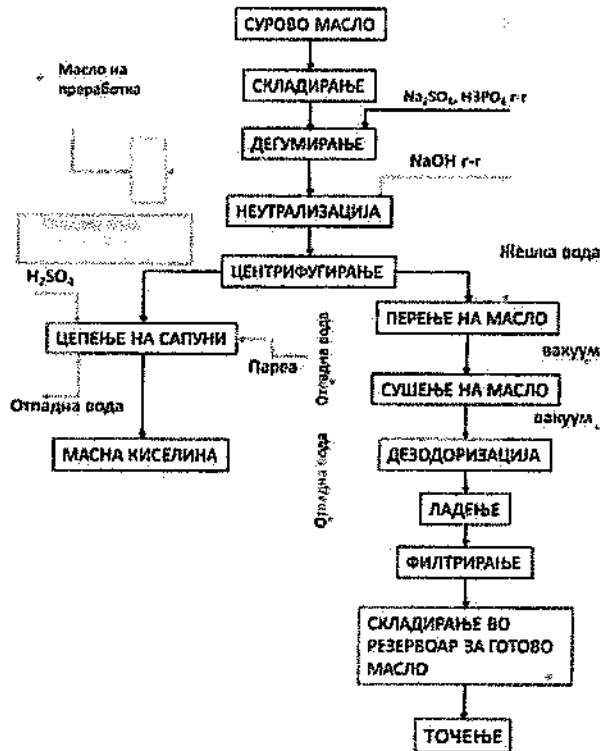 СУРОВО МАСЛО
Масло на
преработка
СКЛАДИРАЊЕ
Na₂SO₄, H3PO₄ г-г
ДЕГУМИРАЊЕ
NaOH г-г
НЕУТРАЛИЗАЦИЈА
ЦЕНТРИФУГИРАЊЕ
Жешка вода
H₂SO₄
ПЕРЕЊЕ НА МАСЛО
ЦЕПЕЊЕ НА САПУНИ
Пареа
Отпадна вода
вакуум
СУШЕЊЕ НА МАСЛО
Отпадна вода
вакуум
МАСНА КИСЕЛИНА
Отпадна вода
ДЕЗОДОРИЗАЦИЈА
ЛАДЕЊЕ
ФИЛТРИРАЊЕ
СКЛАДИРАЊЕ ВО
РЕЗЕРВОАР ЗА ГОТОВО
МАСЛО
ТОЧЕЊЕ